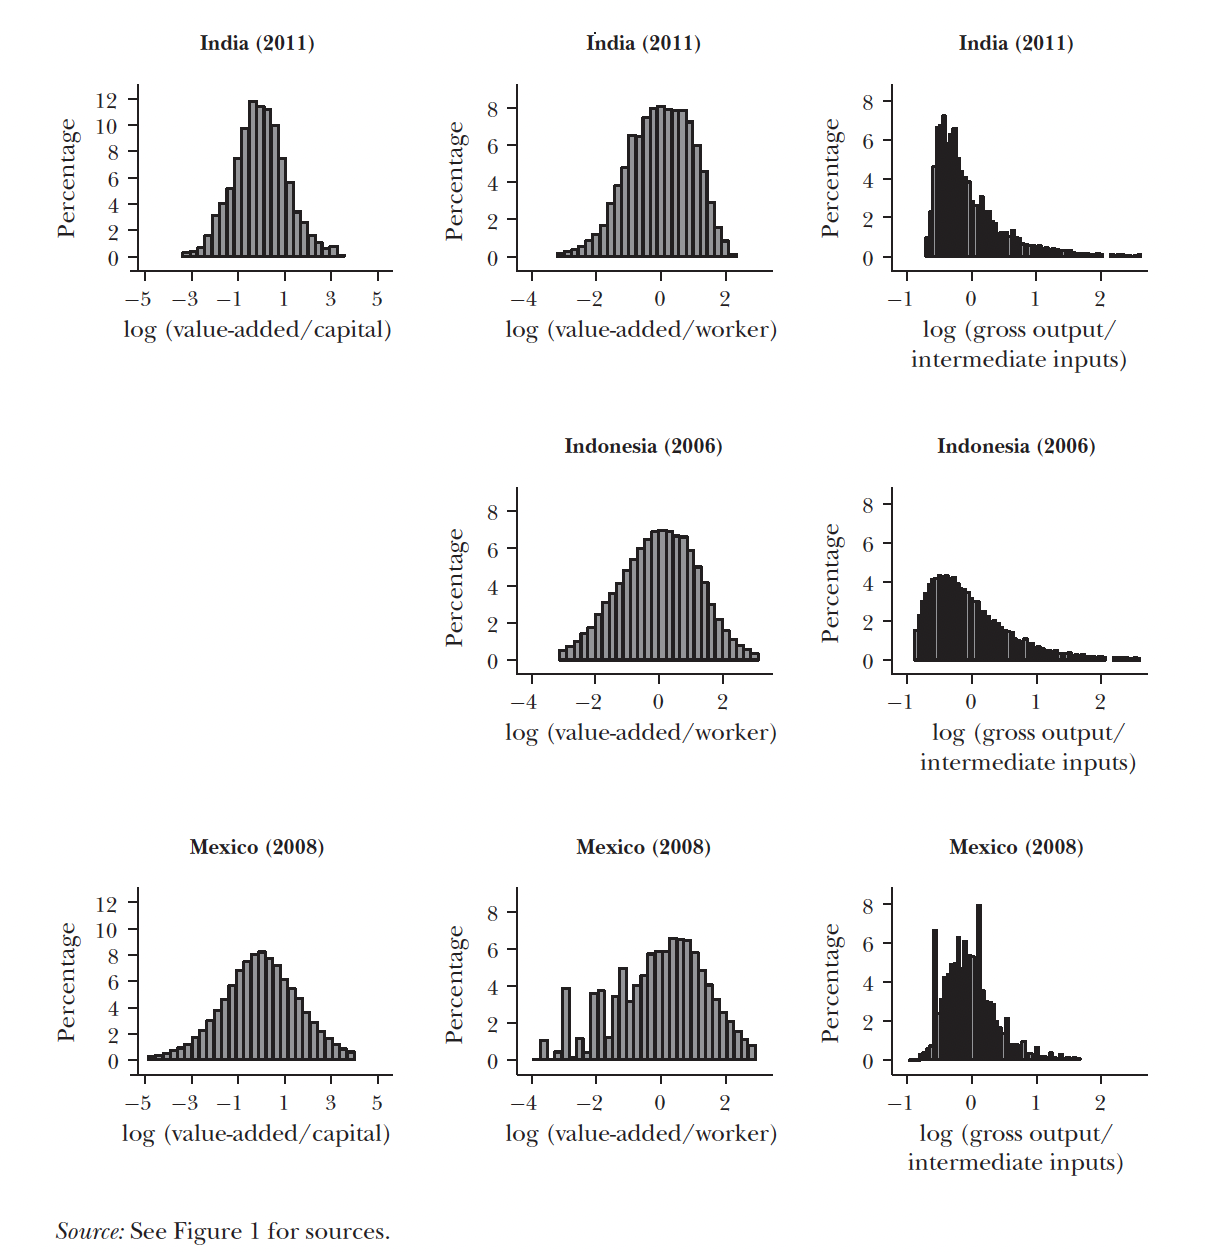 India (2011)
India (2011)
India (2011)
Percentage
12
10
8
6
4
2
0
−5 −3 −1 1 3 5
log (value-added/capital)
Percentage
8
6
4
2
0
−4 −2 0 2
log (value-added/worker)
Percentage
8
6
4
2
0
−1 0 1 2
log (gross output/
intermediate inputs)
Indonesia (2006)
Indonesia (2006)
Percentage
8
6
4
2
0
−4 −2 0 2
log (value-added/worker)
Percentage
8
6
4
2
0
−1 0 1 2
log (gross output/
intermediate inputs)
Mexico (2008)
Mexico (2008)
Mexico (2008)
Percentage
12
10
8
6
4
2
0
−5 −3 −1 1 3 5
log (value-added/capital)
Percentage
8
6
4
2
0
−4 −2 0 2
log (value-added/worker)
Percentage
8
6
4
2
0
−1 0 1 2
log (gross output/
intermediate inputs)
Source: See Figure 1 for sources.